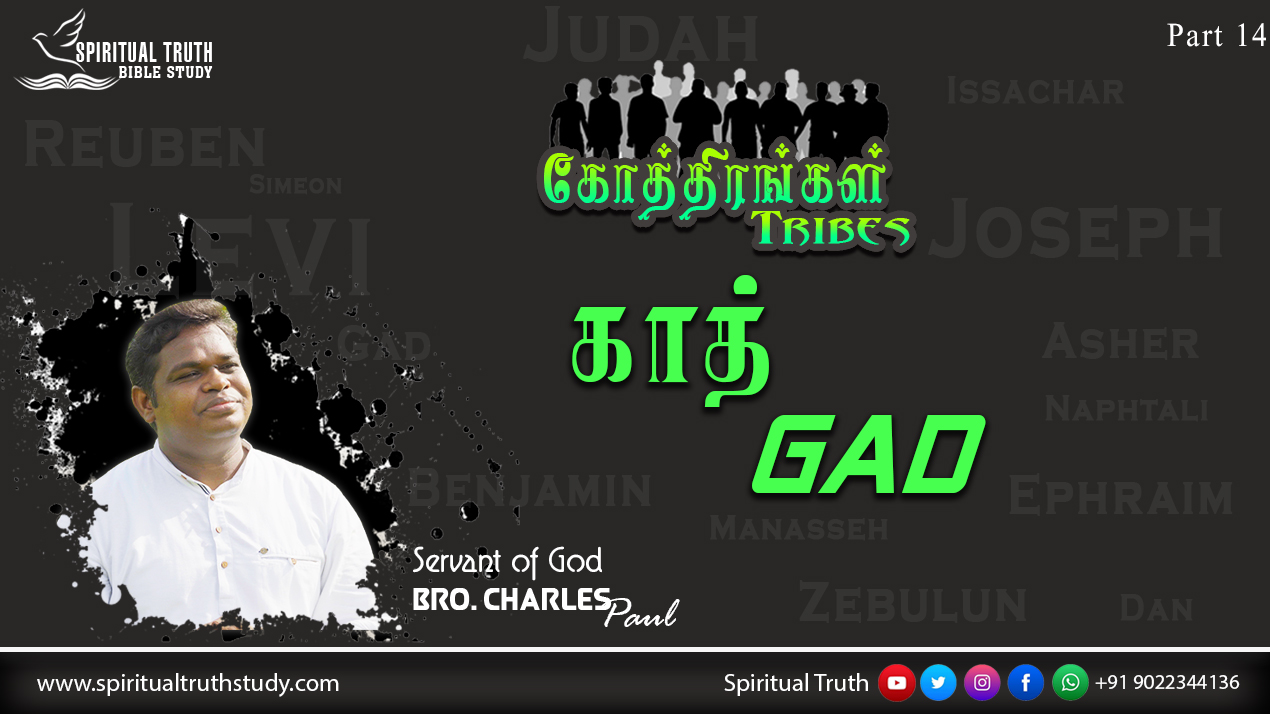 SPIRITUAL TRUTH
BIBLE STUDY
Part 14
JUDAH
ISSACHAR
REUBEN
SIMEON
LEVI
JOSEPH
GAD
ASHER
NAPHTALI
BENJAMIN
EPHRAIM
MANASSEH
ZEBULUN
DAN
கோத்திரங்கள்
TRIBES
காத்
GAD
Servant of God
BRO. CHARLES Paul
www.spiritualtruthstudy.com
Spiritual Truth
+91 9022344136